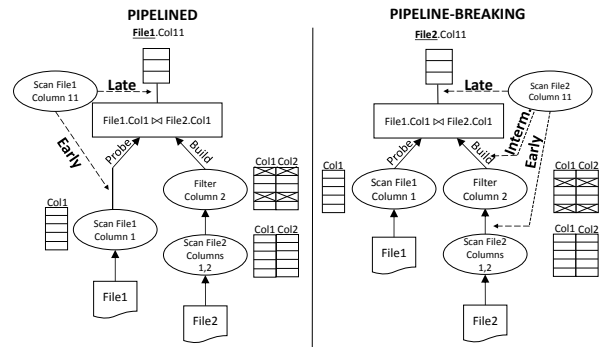 PIPELINED
File1.Col11
Scan File1
Column 11
Late
File1.Col1 ⋈ File2.Col1
Early
Probe
Build
Col1
Scan File1
Column 1
Filter
Column 2
Col1 Col2
Scan File2
Columns
1,2
Col1 Col2
File1
File2
PIPELINE-BREAKING
File2.Col11
Late
Scan File2
Column 11
File1.Col1 ⋈ File2.Col1
Interm.
Early
Probe
Build
Col1
Scan File1
Column 1
Filter
Column 2
Col1 Col2
Scan File2
Columns
1,2
Col1 Col2
File1
File2